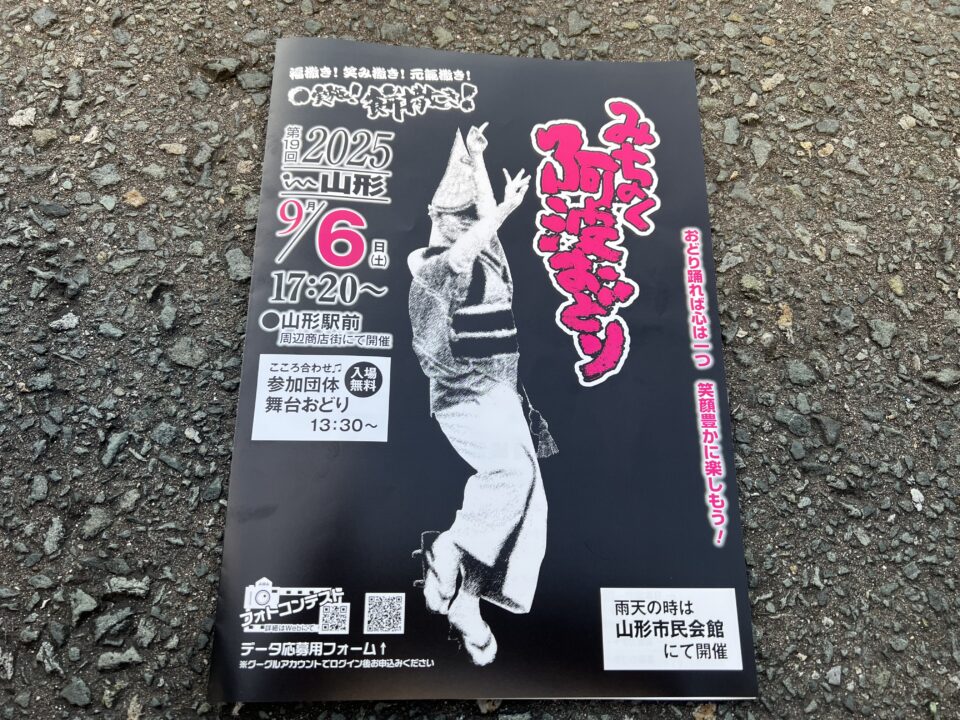 福撒き! 笑み撒き! 元氣撒き!
餅撒き!
みちのく
阿波おどり
第19回
2025
山形
9月/6日(土)
17:20〜
●山形駅前
周辺商店街にて開催
こころ合わせ♫
参加団体
舞台おどり
13:30〜
入場
無料
おどり踊れば心は一つ 笑顔豊かに楽しもう!
フォトコンテスト
詳細はWebにて
データ応募用フォーム↑
※グーグルアカウントでログイン後お申込みください
雨天の時は
山形市民会館
にて開催